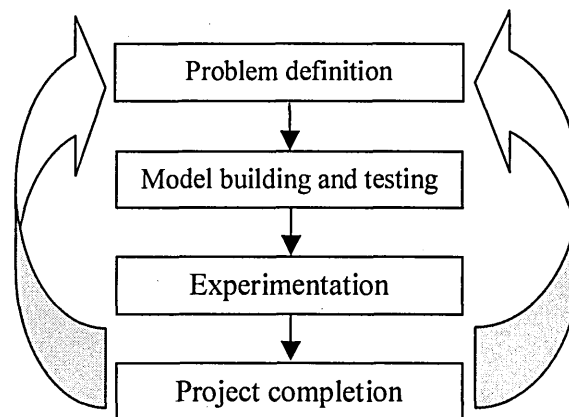 Problem definition
Model building and testing
Experimentation
Project completion